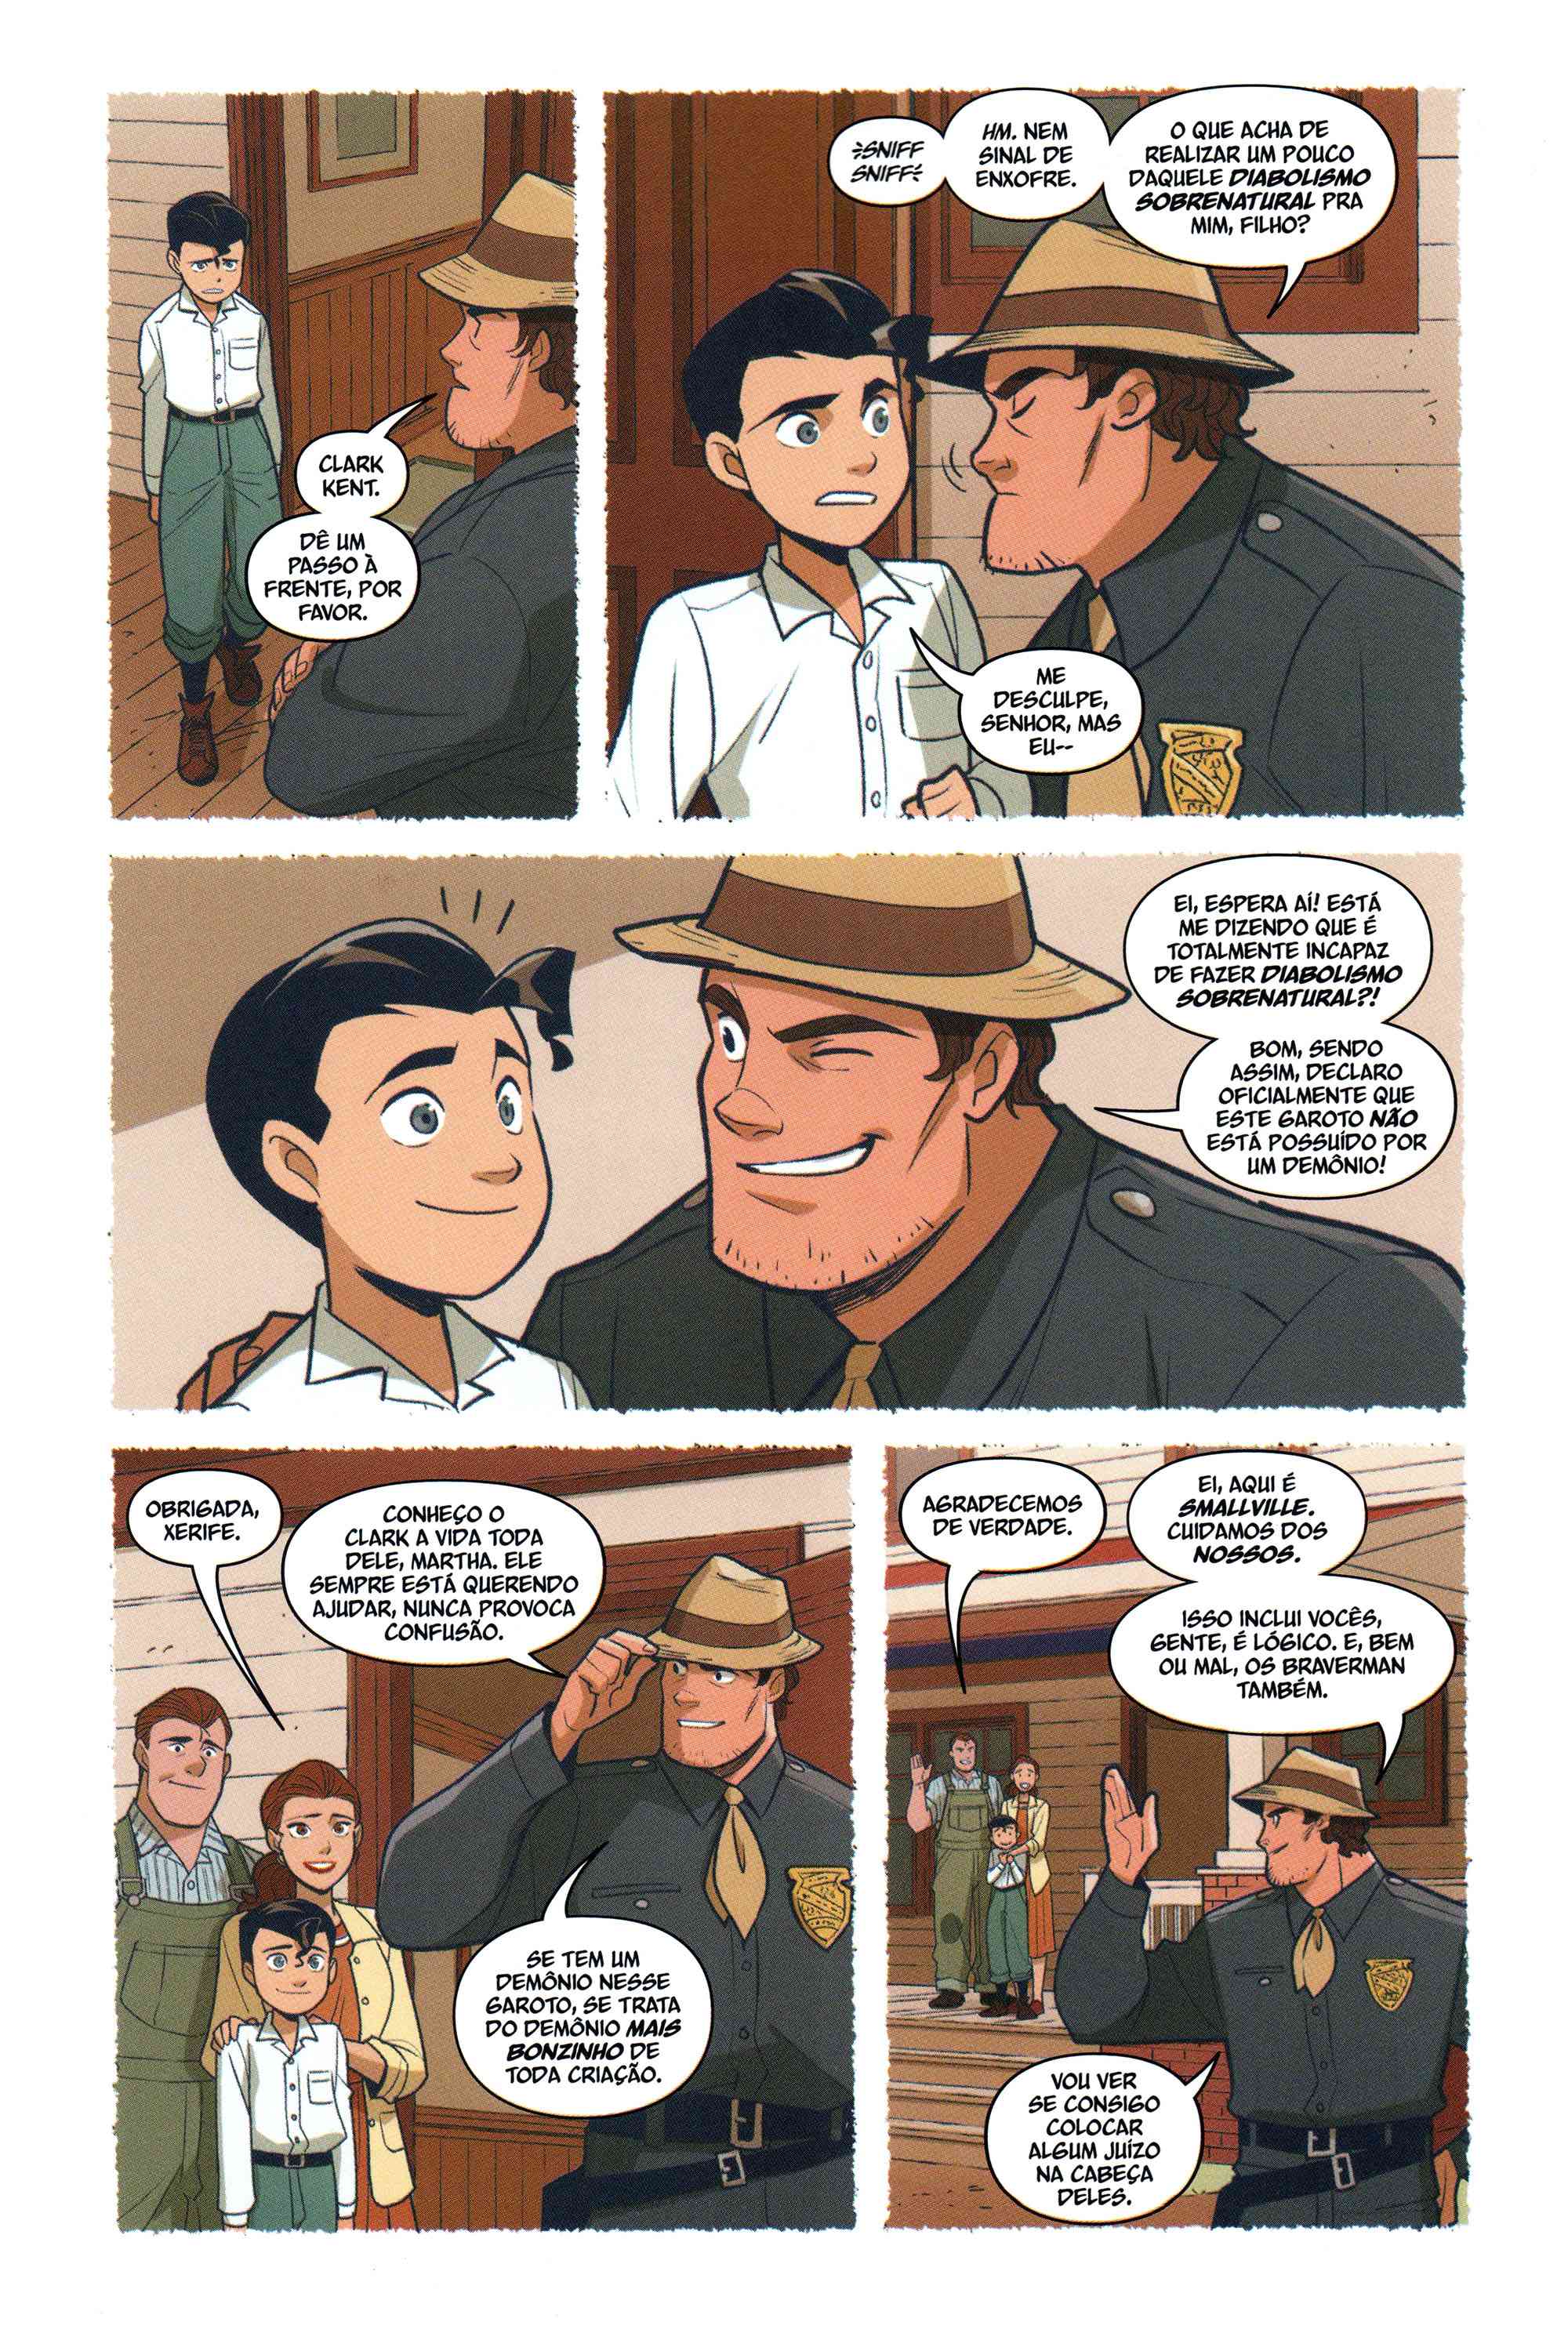 CLARK
KENT.
DÊ UM
PASSO À
FRENTE, POR
FAVOR.
SNIFF
SNIFF
HM. NEM
SINAL DE
ENXOFRE.
O QUE ACHA DE
REALIZAR UM POUCO
DAQUELE DIABOLISMO
SOBRENATURAL PRA
MIM, FILHO?
ME
DESCULPE,
SENHOR, MAS
EU--
EI, ESPERA AÍ! ESTÁ
ME DIZENDO QUE É
TOTALMENTE INCAPAZ
DE FAZER DIABOLISMO
SOBRENATURAL?!
BOM, SENDO
ASSIM, DECLARO
OFICIALMENTE QUE
ESTE GAROTO NÃO
ESTÁ POSSUÍDO POR
UM DEMÔNIO!
OBRIGADA,
XERIFE.
CONHEÇO O
CLARK A VIDA TODA
DELE, MARTHA. ELE
SEMPRE ESTÁ QUERENDO
AJUDAR, NUNCA PROVOCA
CONFUSÃO.
SE TEM UM
DEMÔNIO NESSE
GAROTO, SE TRATA
DO DEMÔNIO MAIS
BONZINHO DE
TODA CRIAÇÃO.
AGRADECEMOS
DE VERDADE.
EI, AQUI É
SMALLVILLE.
CUIDAMOS DOS
NOSSOS.
ISSO INCLUI VOCÊS,
GENTE, É LÓGICO. E, BEM
OU MAL, OS BRAVERMAN
TAMBÉM.
VOU VER
SE CONSIGO
COLOCAR
ALGUM JUÍZO
NA CABEÇA
DELES.